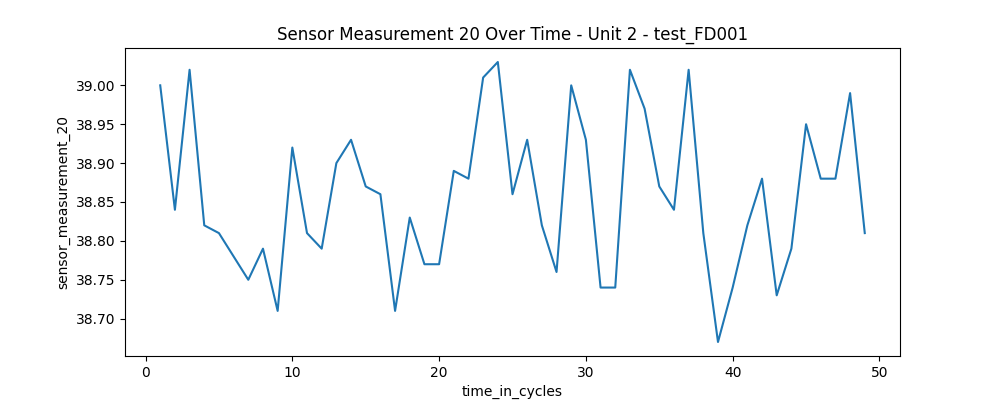 Sensor Measurement 20 Over Time - Unit 2 - test_FD001
sensor_measurement_20
39.00
38.95
38.90
38.85
38.80
38.75
38.70
0 10 20 30 40 50
time_in_cycles